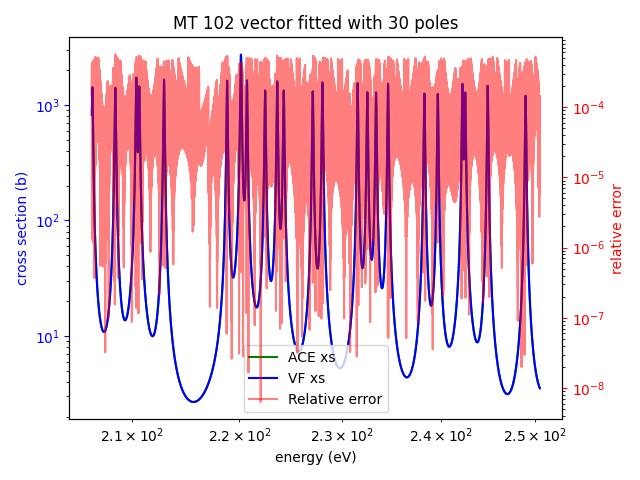 MT 102 vector fitted with 30 poles
10³
10²
10¹
cross section (b)
10⁻⁴
10⁻⁵
10⁻⁶
10⁻⁷
10⁻⁸
relative error
ACE xs
VF xs
Relative error
2.1 × 10² 2.2 × 10² 2.3 × 10² 2.4 × 10² 2.5 × 10²
energy (eV)